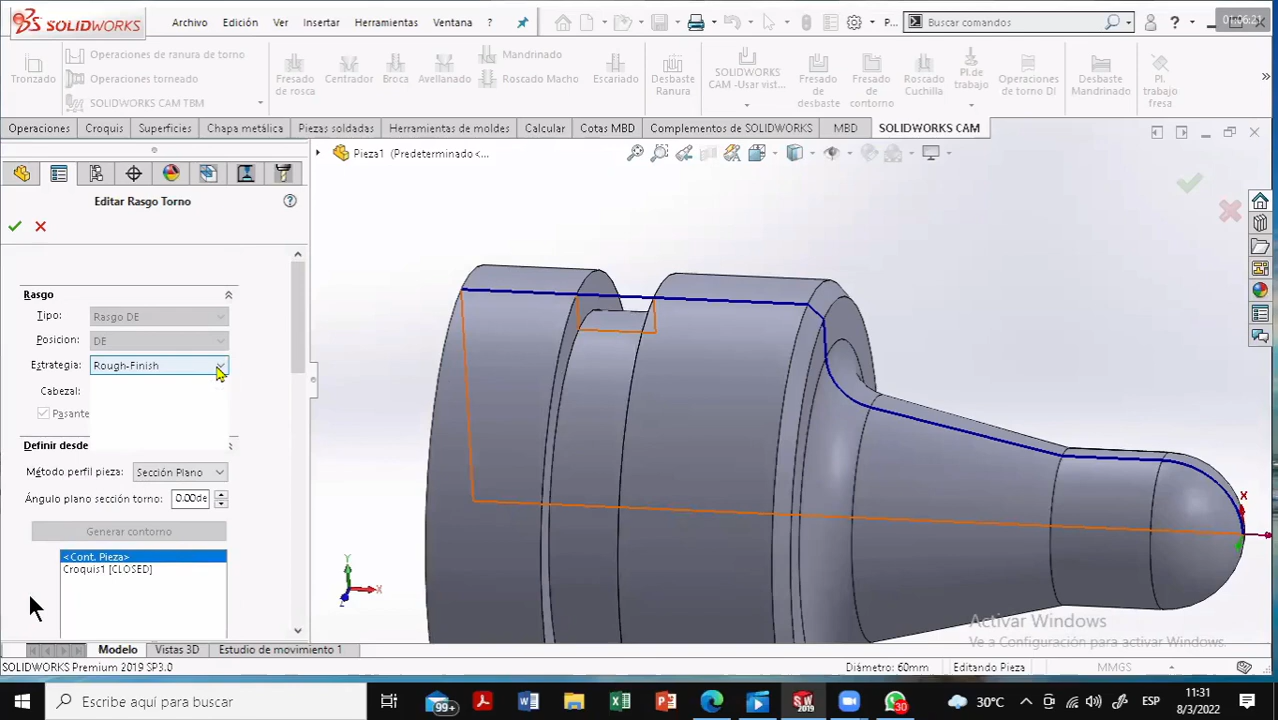 SOLIDWORKS Archivo Edición Ver Insertar Herramientas Ventana ? P... Buscar comandos ? 01:06:21
Operaciones de ranura de torno
Operaciones torneado
SOLIDWORKS CAM TBM
Tronzado
Fresado de rosca
Centrador
Broca
Avellanado
Mandrinado
Roscado Macho
Escariado
Desbaste Ranura
SOLIDWORKS CAM -Usar vist...
Fresado de desbaste
Fresado de contorno
Roscado Cuchilla
Pl.de trabajo
Operaciones de torno DI
Desbaste Mandrinado
Pl. trabajo fresa
Operaciones Croquis Superficies Chapa metálica Piezas soldadas Herramientas de moldes Calcular Cotas MBD Complementos de SOLIDWORKS MBD SOLIDWORKS CAM
Pieza1 (Predeterminado <...
Editar Rasgo Torno
Rasgo
Tipo: Rasgo DE
Posicion: DE
Estrategia: Rough-Finish
Cabezal:
Pasante
Definir desde
Método perfil pieza: Sección Plano
Ángulo plano sección torno: 0.00de
Generar contorno
<Cont. Pieza>
Croquis1 [CLOSED]
X
Y
X
Z
Activar Windows
Ve a Configuración para activar Windows.
Modelo Vistas 3D Estudio de movimiento 1
SOLIDWORKS Premium 2019 SP3.0 Diámetro: 60mm Editando Pieza MMGS
Escribe aquí para buscar 99+ 30 30°C ESP 11:31
8/3/2022